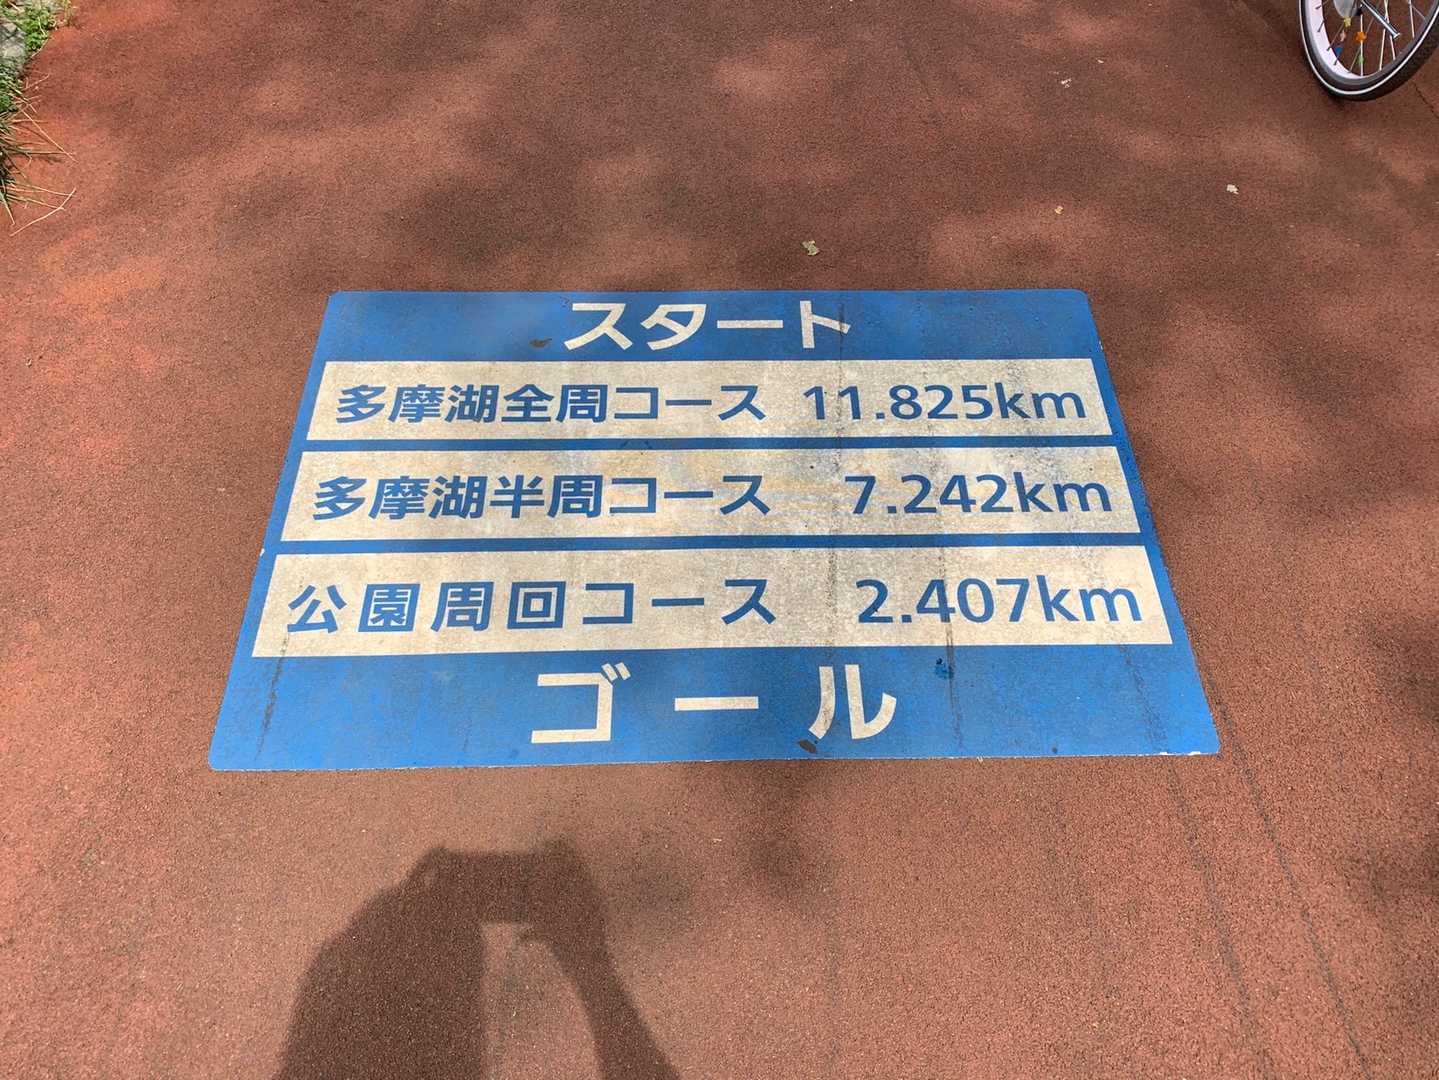 スタート
多摩湖全周コース 11.825km
多摩湖半周コース 7.242km
公園周回コース 2.407km
ゴール